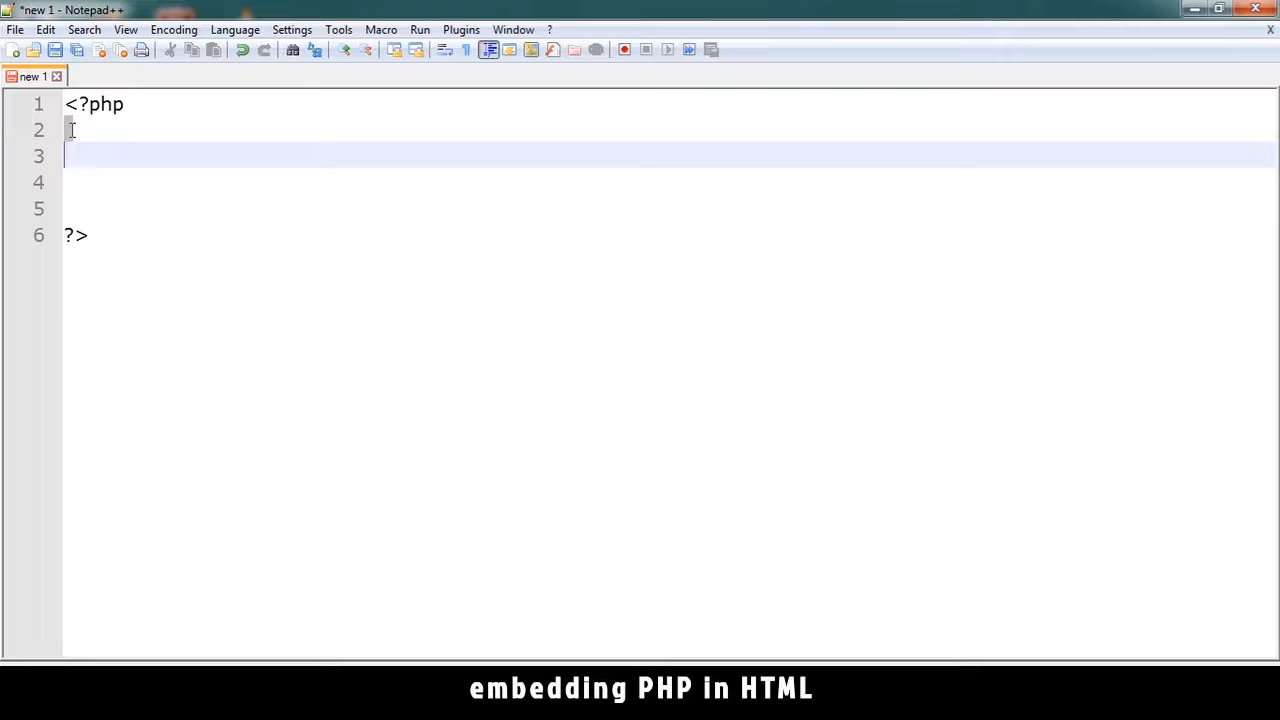 *new 1 - Notepad++
File Edit Search View Encoding Language Settings Tools Macro Run Plugins Window ? X
new 1
1 <?php
2
3
4
5
6 ?>
embedding PHP in HTML